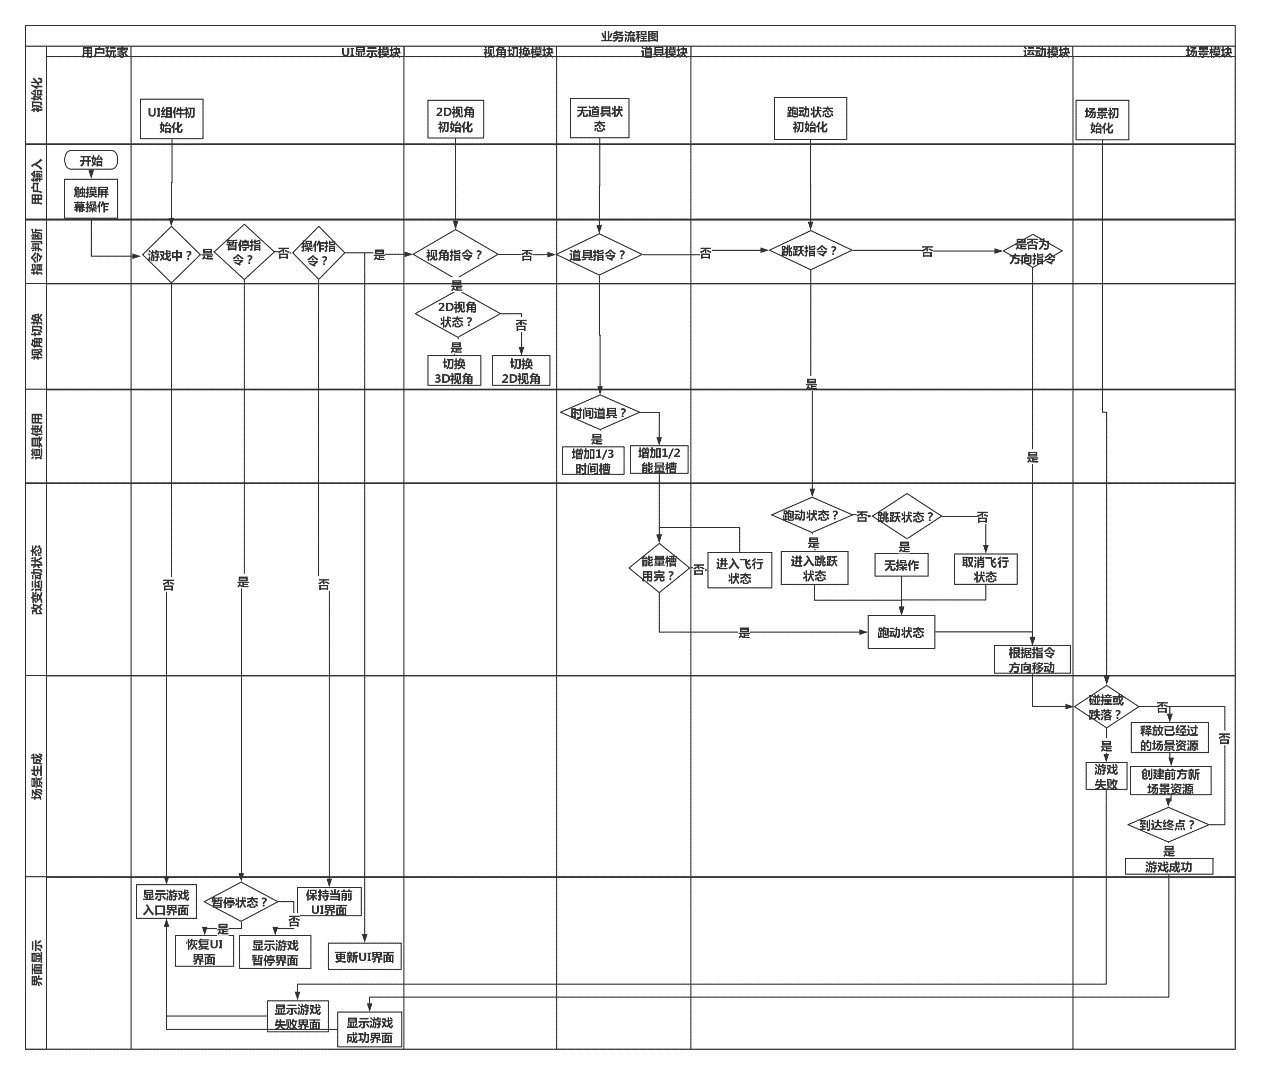 业务流程图
用户玩家
UI显示模块
视角切换模块
道具模块
运动模块
场景模块
初始化
UI组件初
始化
2D视角
初始化
无道具状
态
跑动状态
初始化
场景初
始化
用户输入
开始
触摸屏
幕操作
指令判断
游戏中？
是
暂停指
令？
否
操作指
令？
是
视角指令？
否
道具指令？
否
跳跃指令？
否
是否为
方向指令
是
视角切换
2D视角
状态？
否
是
切换
3D视角
切换
2D视角
是
道具使用
时间道具？
是
增加1/3
时间槽
增加1/2
能量槽
是
改变运动状态
跑动状态？
否
跳跃状态？
否
是
是
能量槽
用完？
否
进入飞行
状态
进入跳跃
状态
无操作
取消飞行
状态
否
是
否
是
跑动状态
根据指令
方向移动
场景生成
碰撞或
跌落？
否
释放已经过
的场景资源
否
是
游戏
失败
创建前方新
场景资源
到达终点？
是
游戏成功
界面显示
显示游戏
入口界面
暂停状态？
保持当前
UI界面
否
是
恢复UI
界面
显示游戏
暂停界面
更新UI界面
显示游戏
失败界面
显示游戏
成功界面